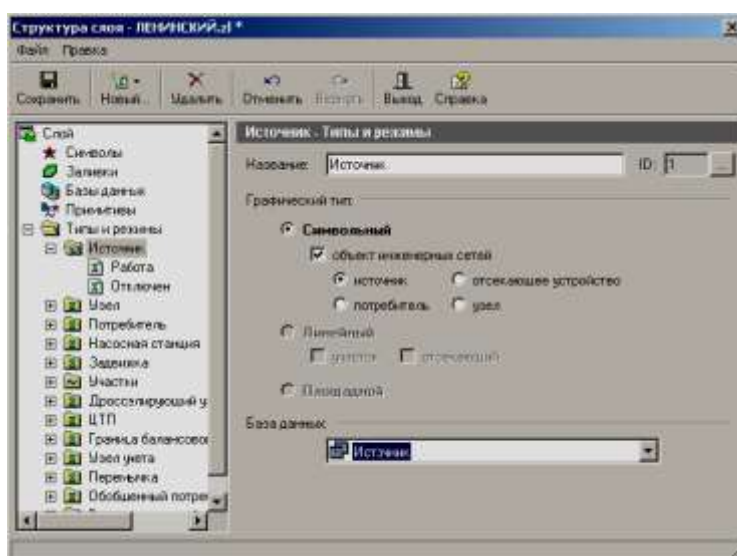 Структура слоя - ЛЕНИНСКИЙ.zl *
Файл Правка
Сохранить Новый... Удалить Отменить Вернуть Выход Справка
Слой
Символы
Заливки
Базы данных
Примитивы
Типы и режимы
Источник
Работа
Отключен
Узел
Потребитель
Насосная станция
Задвижка
Участки
Дросселирующий у
ЦТП
Граница балансовой
Узел учета
Перемычка
Обобщенный потре
Источник - Типы и режимы
Название: Источник ID: 1 ...
Графический тип:
Символьный
объект инженерных сетей
источник отсекающее устройство
потребитель узел
Линейный
участок отсекающий
Площадной
База данных:
Источник